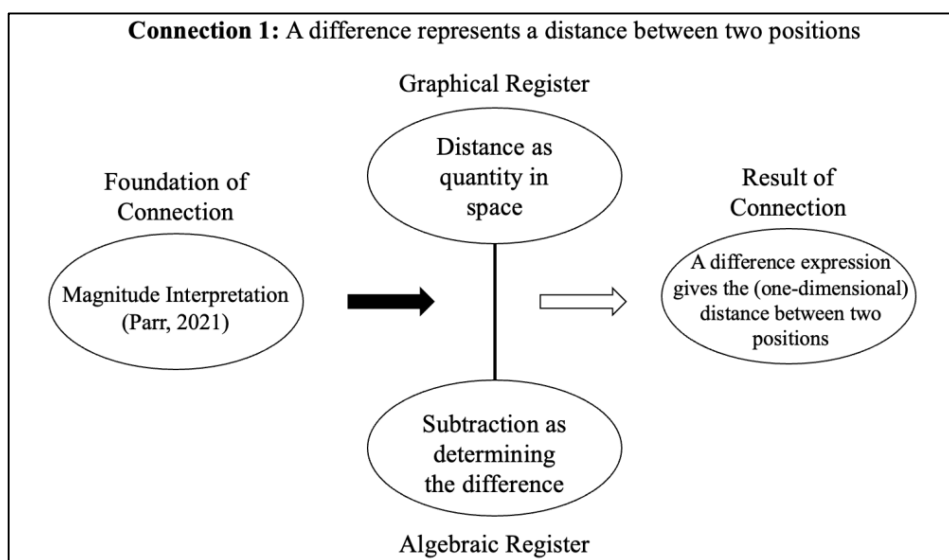 Connection 1: A difference represents a distance between two positions
Graphical Register
Distance as
quantity in
space
Foundation of
Connection
Magnitude Interpretation
(Parr, 2021)
Result of
Connection
A difference expression
gives the (one-dimensional)
distance between two
positions
Subtraction as
determining
the difference
Algebraic Register